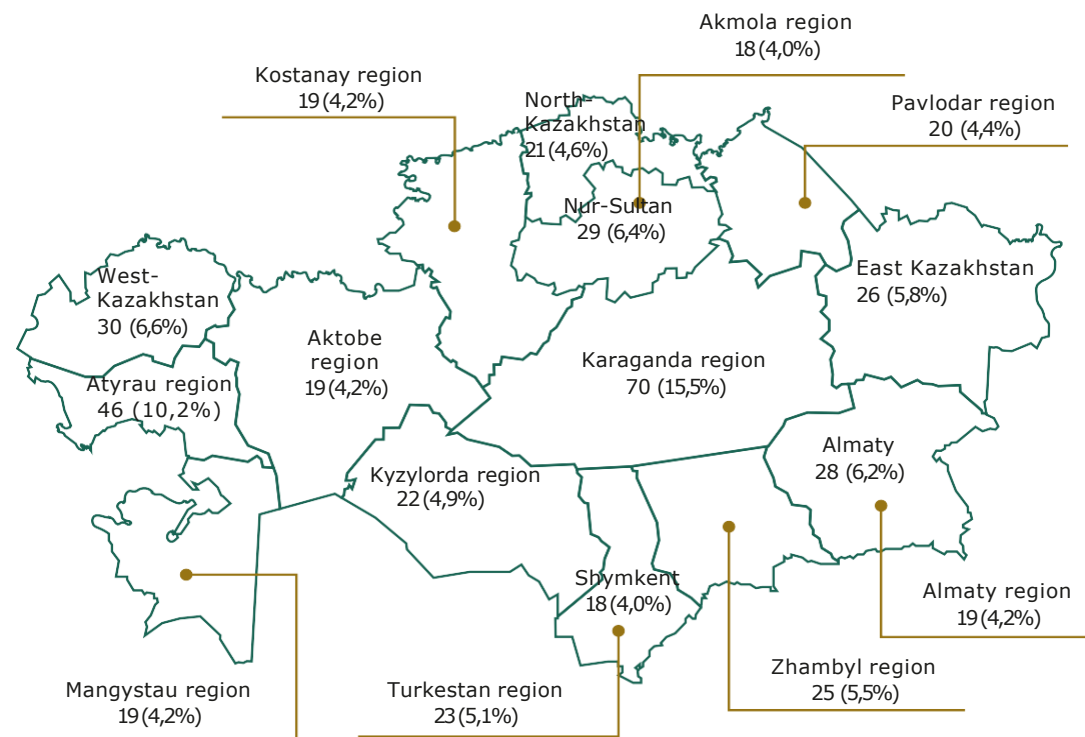 Akmola region
18 (4,0%)
Kostanay region
19 (4,2%)
North-
Kazakhstan
21 (4,6%)
Pavlodar region
20 (4,4%)
Nur-Sultan
29 (6,4%)
East Kazakhstan
26 (5,8%)
West-
Kazakhstan
30 (6,6%)
Aktobe
region
19 (4,2%)
Karaganda region
70 (15,5%)
Atyrau region
46 (10,2%)
Almaty
28 (6,2%)
Kyzylorda region
22 (4,9%)
Shymkent
18 (4,0%)
Almaty region
19 (4,2%)
Zhambyl region
25 (5,5%)
Mangystau region
19 (4,2%)
Turkestan region
23 (5,1%)